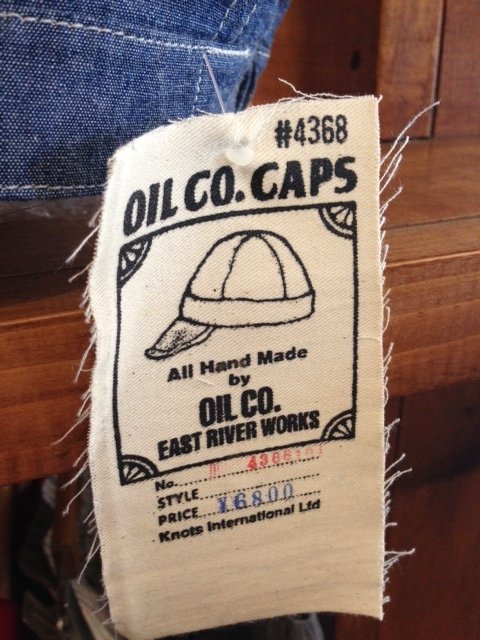 #4368
OIL CO. CAPS
All Hand Made
by
OIL CO.
EAST RIVER WORKS
No.
STYLE
PRICE ¥6800
Knots International Ltd